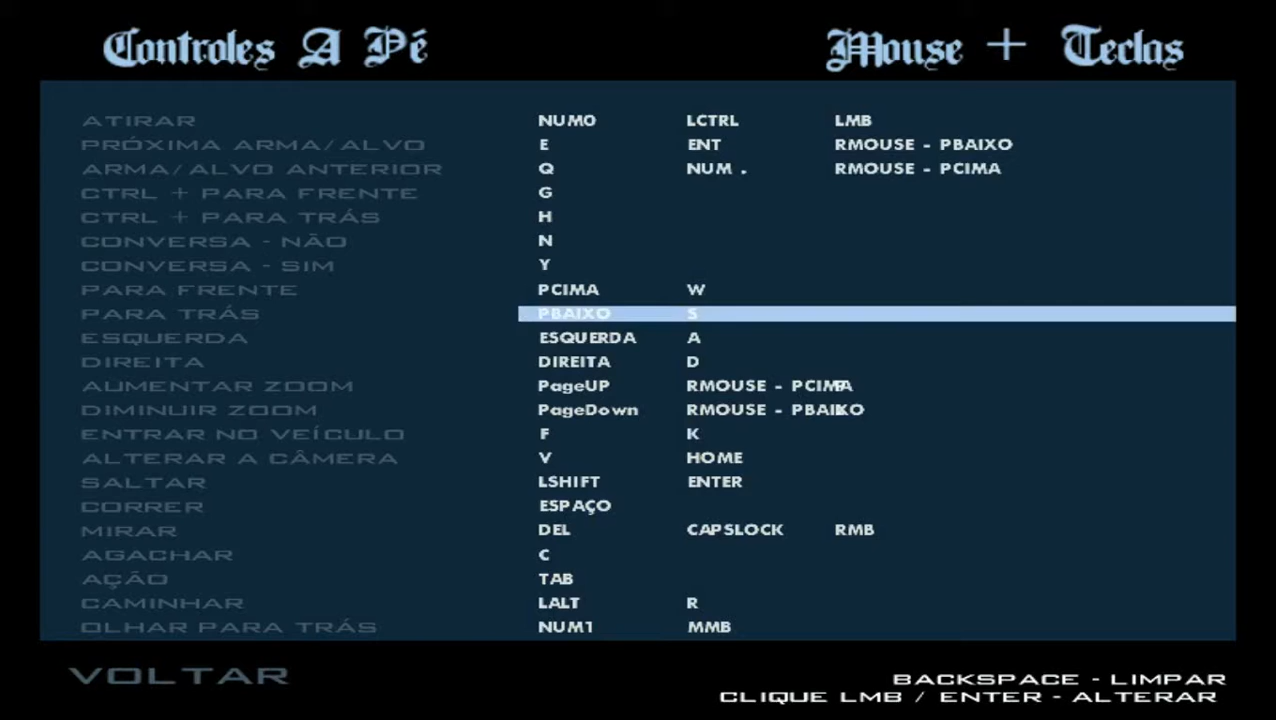 Controles A Pé Mouse + Teclas
ATIRAR NUM0 LCTRL LMB
PRÓXIMA ARMA/ALVO E ENT RMOUSE - PBAIXO
ARMA/ALVO ANTERIOR Q NUM . RMOUSE - PCIMA
CTRL + PARA FRENTE G
CTRL + PARA TRÁS H
CONVERSA - NÃO N
CONVERSA - SIM Y
PARA FRENTE PCIMA W
PARA TRÁS PBAIXO S
ESQUERDA ESQUERDA A
DIREITA DIREITA D
AUMENTAR ZOOM PageUP RMOUSE - PCIMA
DIMINUIR ZOOM PageDown RMOUSE - PBAIXO
ENTRAR NO VEÍCULO F K
ALTERAR A CÂMERA V HOME
SALTAR LSHIFT ENTER
CORRER ESPAÇO
MIRAR DEL CAPSLOCK RMB
AGACHAR C
AÇÃO TAB
CAMINHAR LALT R
OLHAR PARA TRÁS NUM1 MMB
VOLTAR
BACKSPACE - LIMPAR
CLIQUE LMB / ENTER - ALTERAR